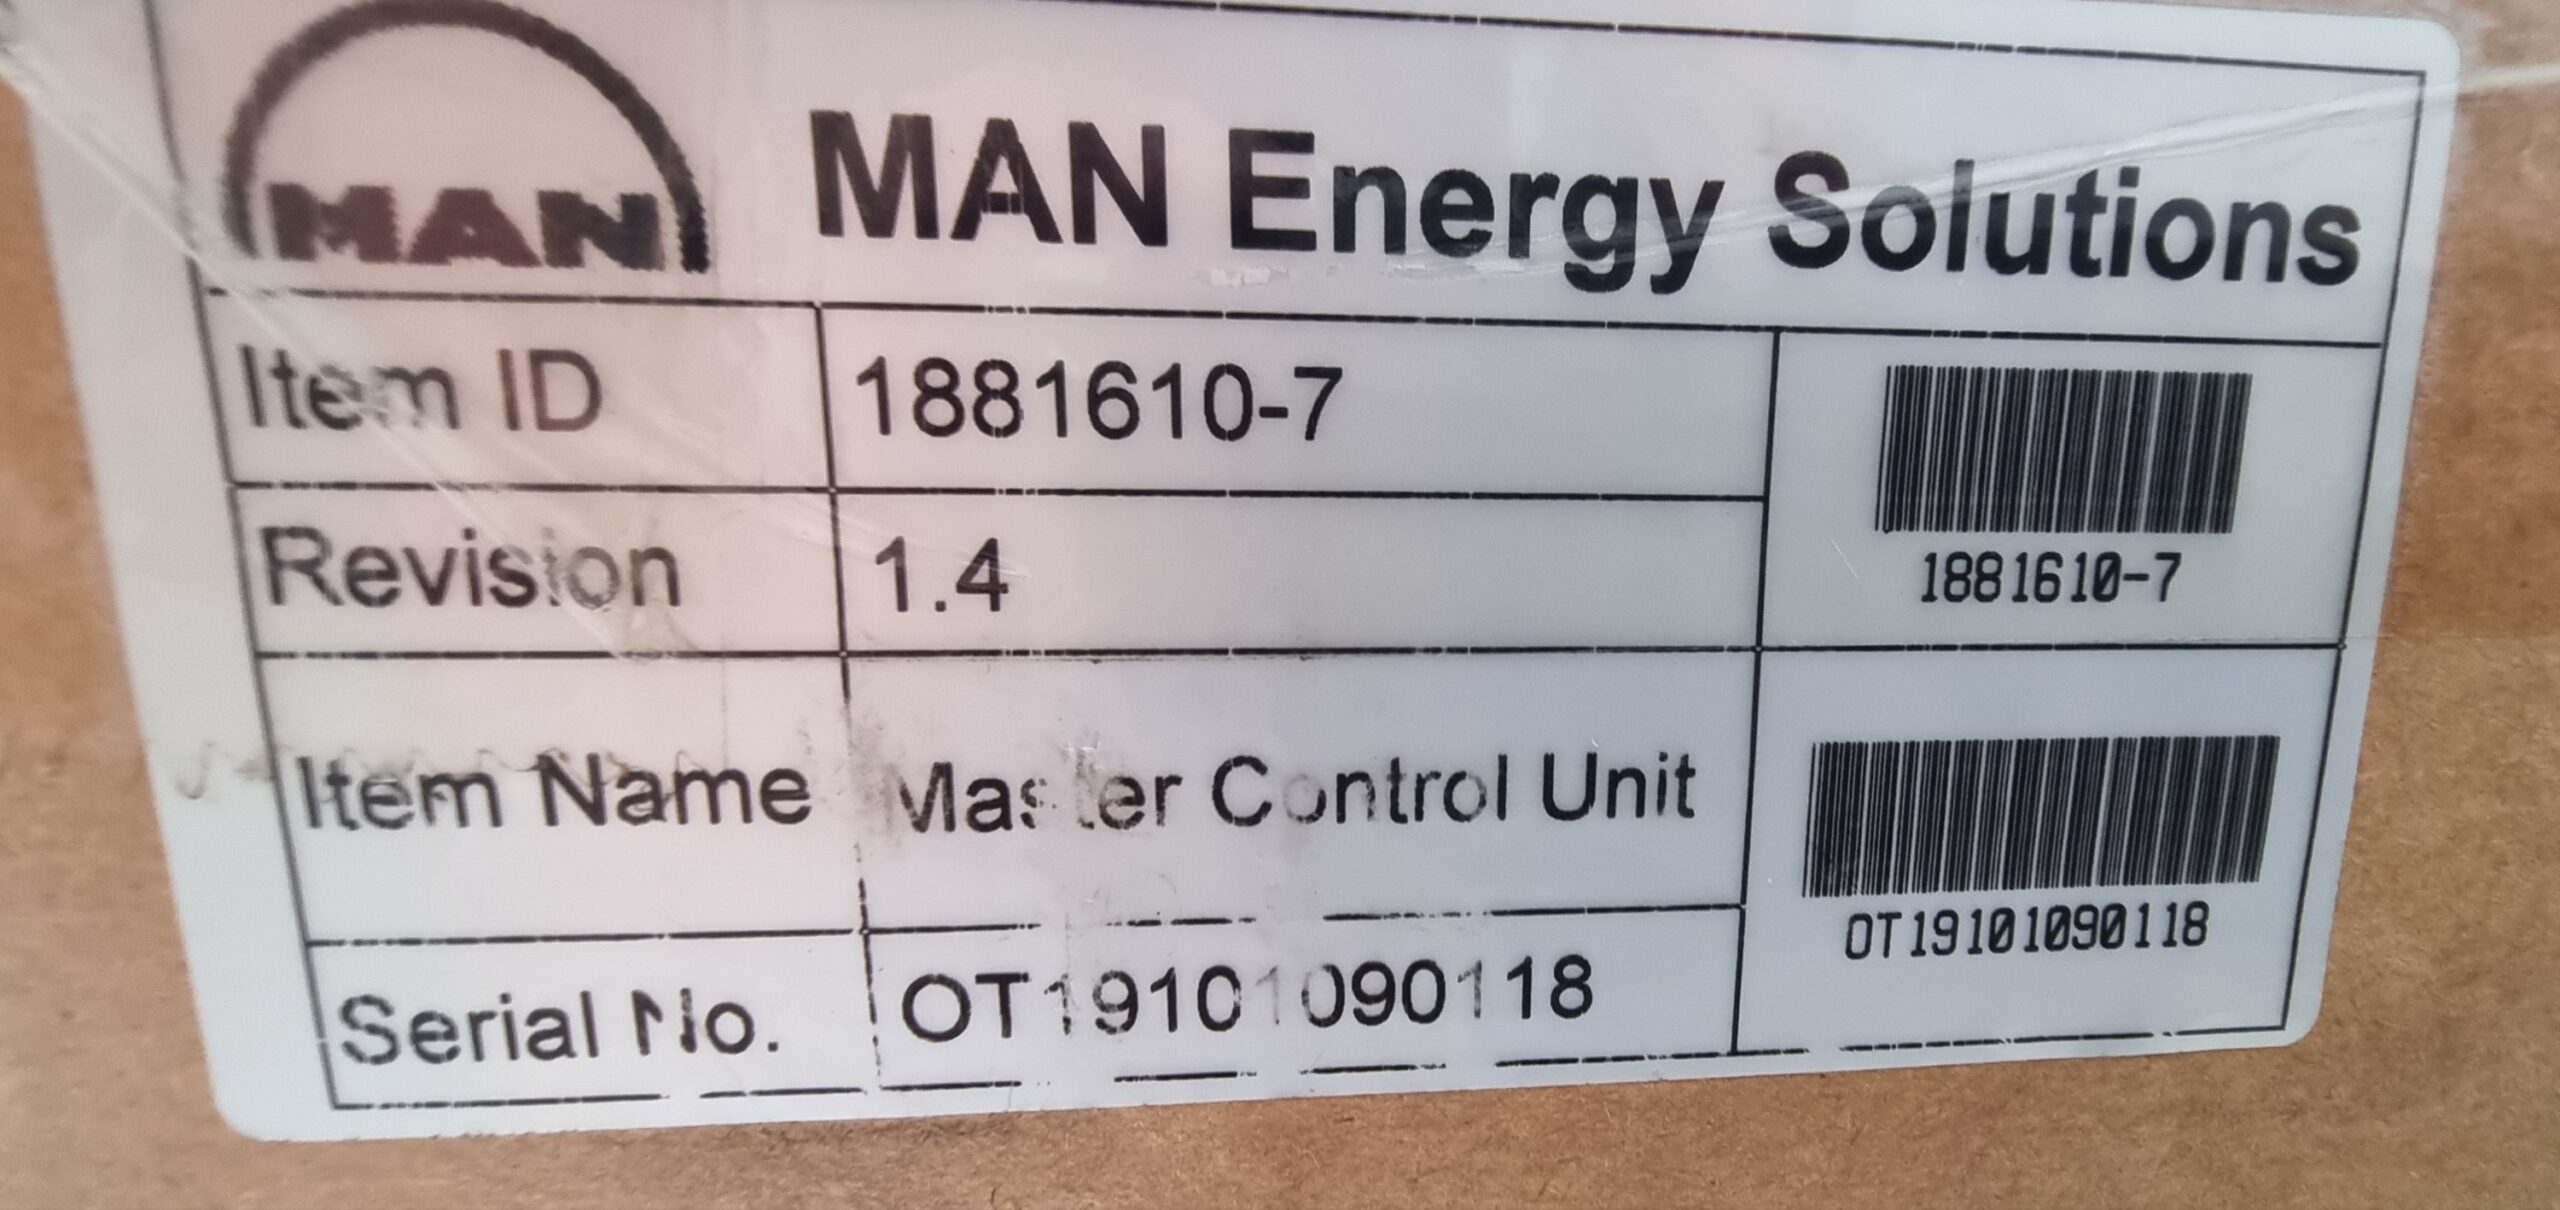 MAN
MAN Energy Solutions
Item ID 1881610-7
1881610-7
Revision 1.4
Item Name Master Control Unit
OT19101090118
Serial No. OT19101090118